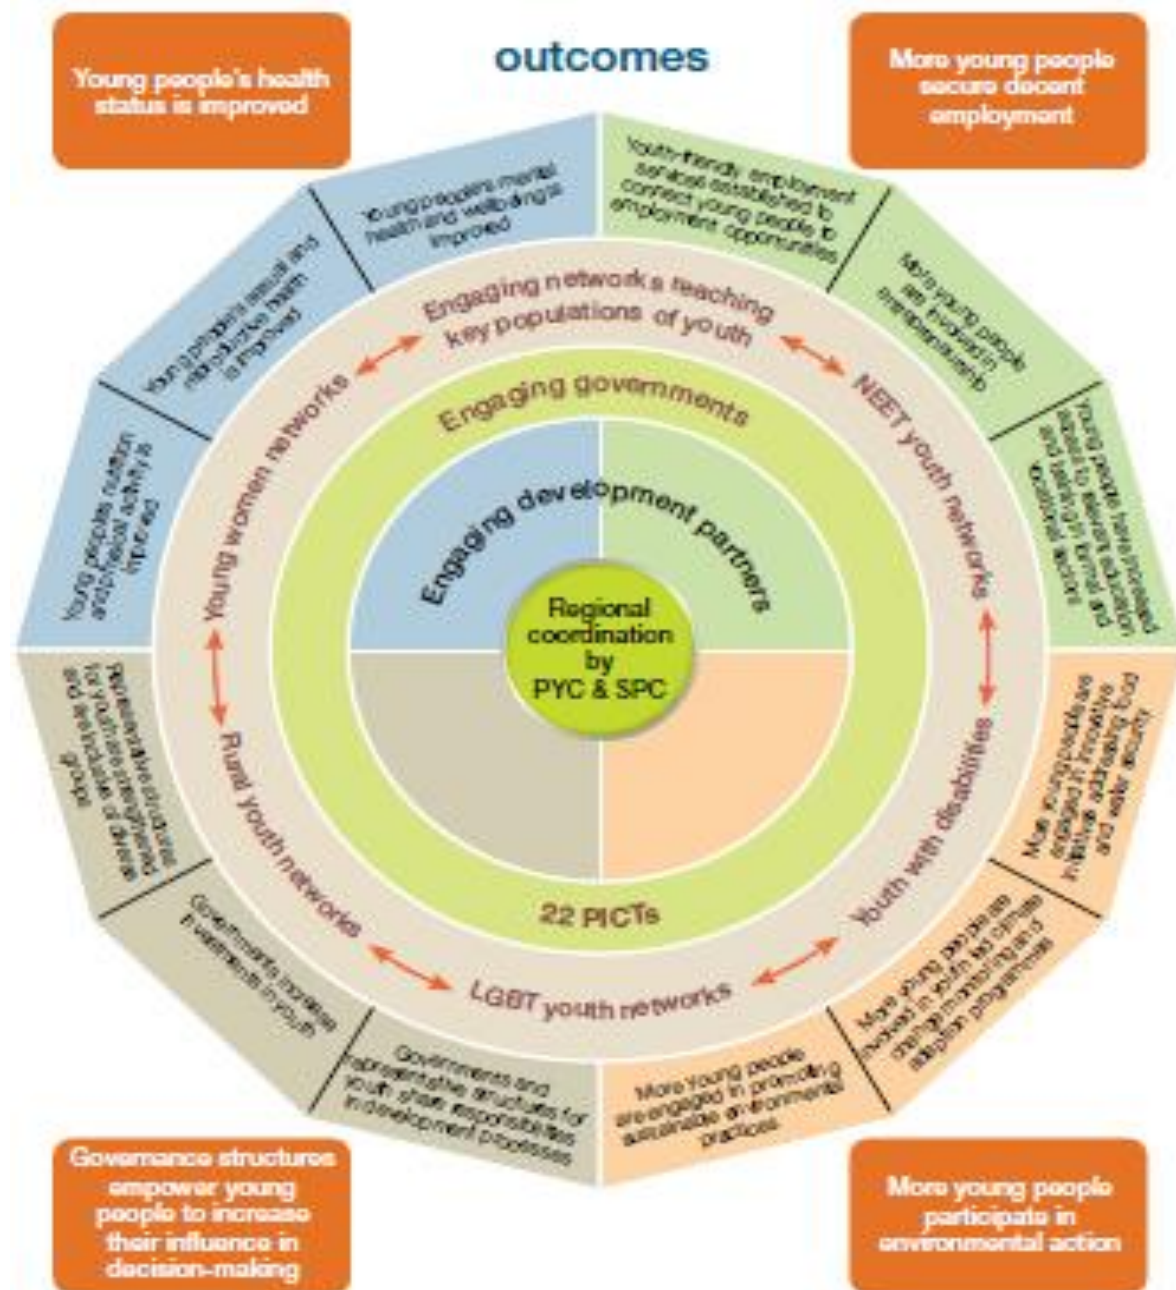 outcomes
Young people's health
status is improved
More young people
secure decent
employment
Young people's mental
health and wellbeing is
improved
Youth-friendly employment
services established to
connect young people to
employment opportunities
Young people's sexual and
reproductive health
is improved
More young people
are involved in
entrepreneurship
Young people's nutrition
and physical activity is
improved
Young people have increased
access to relevant education
and training in formal and
vocational sectors
Engaging networks reaching
key populations of youth
Young women networks
NEET youth networks
Engaging governments
Engaging development partners
Regional
coordination
by
PYC & SPC
Rural youth networks
Youth with disabilities
22 PICTs
LGBT youth networks
Representative structures
for youth are strengthened
and are inclusive of diverse
groups
More young people are
engaged in innovative
initiatives addressing food
and water security
Governments increase
investments in youth
More young people are
involved in youth led climate
change monitoring and
adaption programmes
Governments and
representative structures for
youth share responsibilities
in development processes
More young people
are engaged in promoting
sustainable environmental
practices
Governance structures
empower young
people to increase
their influence in
decision-making
More young people
participate in
environmental action